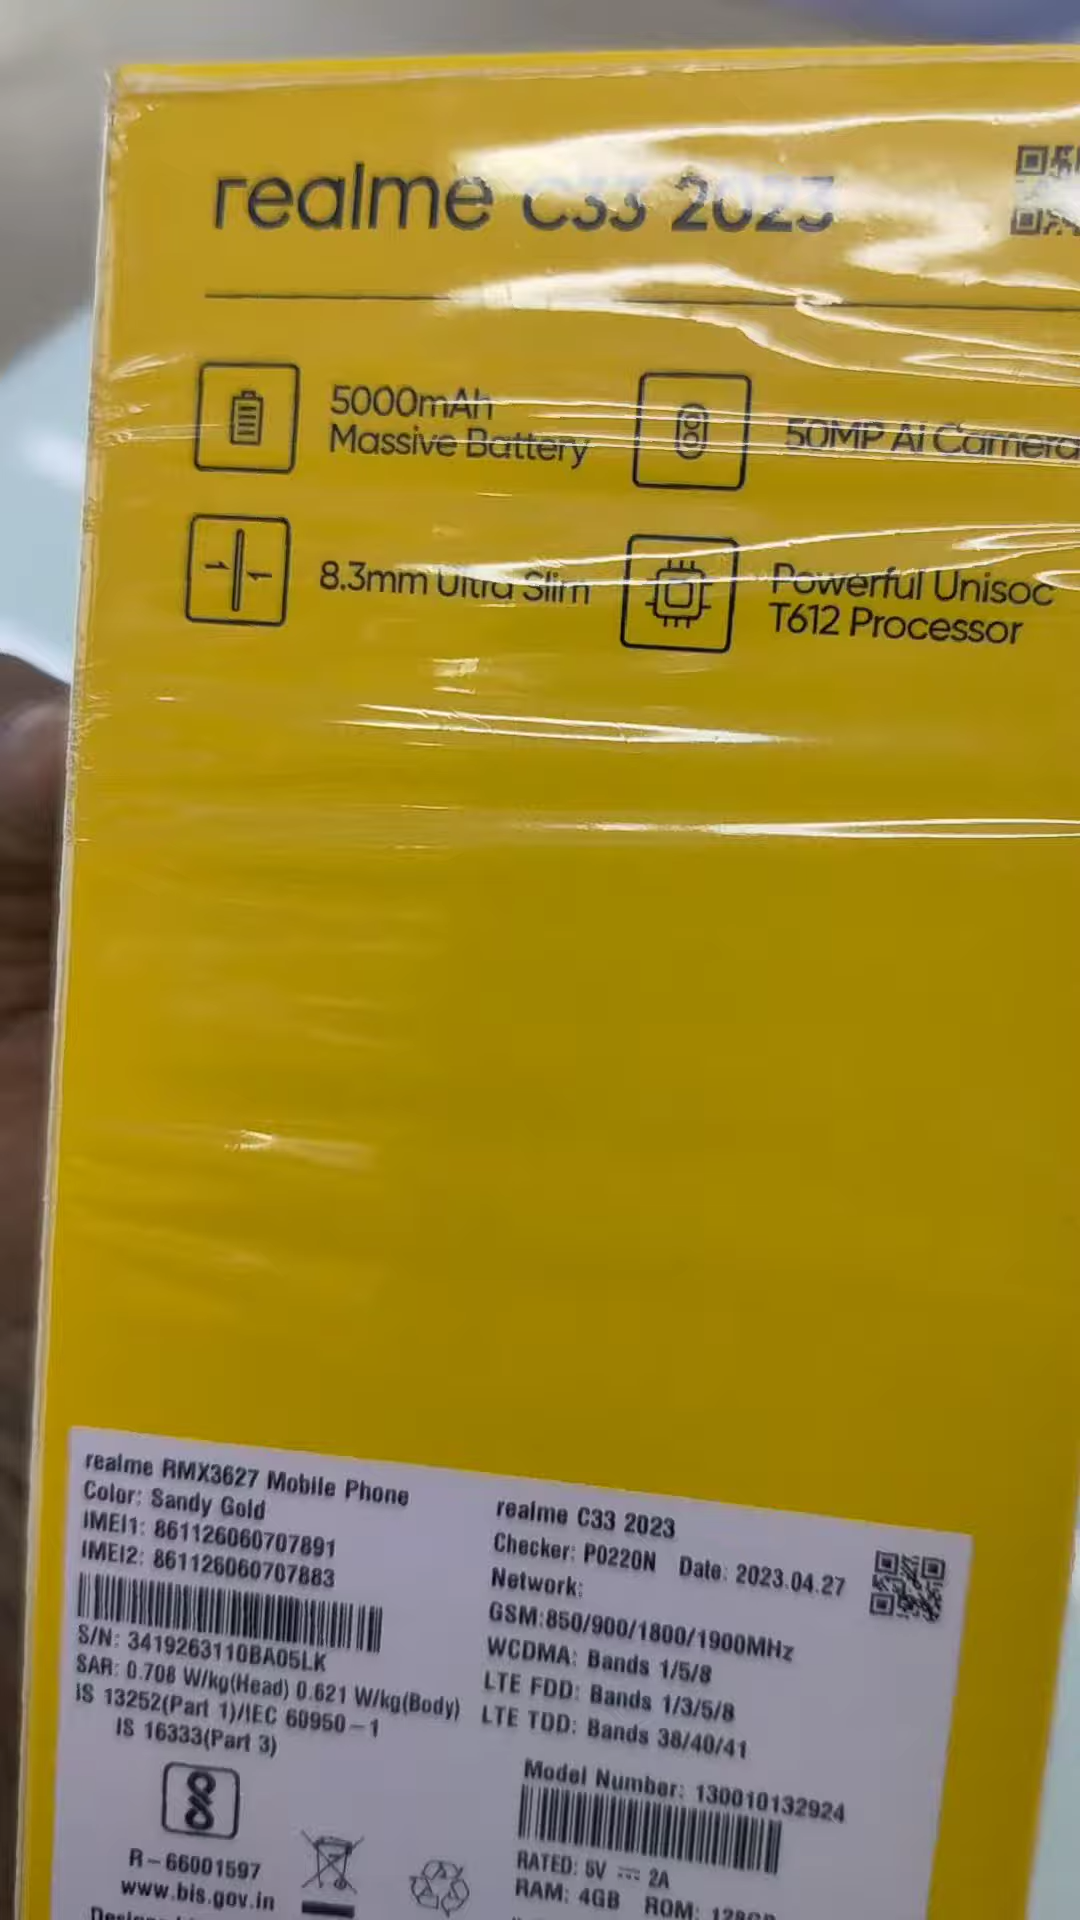 realme C33 2023
5000mAh
Massive Battery
50MP AI Camera
8.3mm Ultra Slim
Powerful Unisoc
T612 Processor
realme RMX3627 Mobile Phone
Color: Sandy Gold
IMEI1: 861126060707891
IMEI2: 861126060707883
S/N: 3419263110BA05LK
SAR: 0.708 W/kg(Head) 0.621 W/kg(Body)
IS 13252(Part 1)/IEC 60950-1
IS 16333(Part 3)
R-66001597
www.bis.gov.in
realme C33 2023
Checker: P0220N Date: 2023.04.27
Network:
GSM:850/900/1800/1900MHz
WCDMA: Bands 1/5/8
LTE FDD: Bands 1/3/5/8
LTE TDD: Bands 38/40/41
Model Number: 130010132924
RATED: 5V ⎓ 2A
RAM: 4GB ROM: 128GB